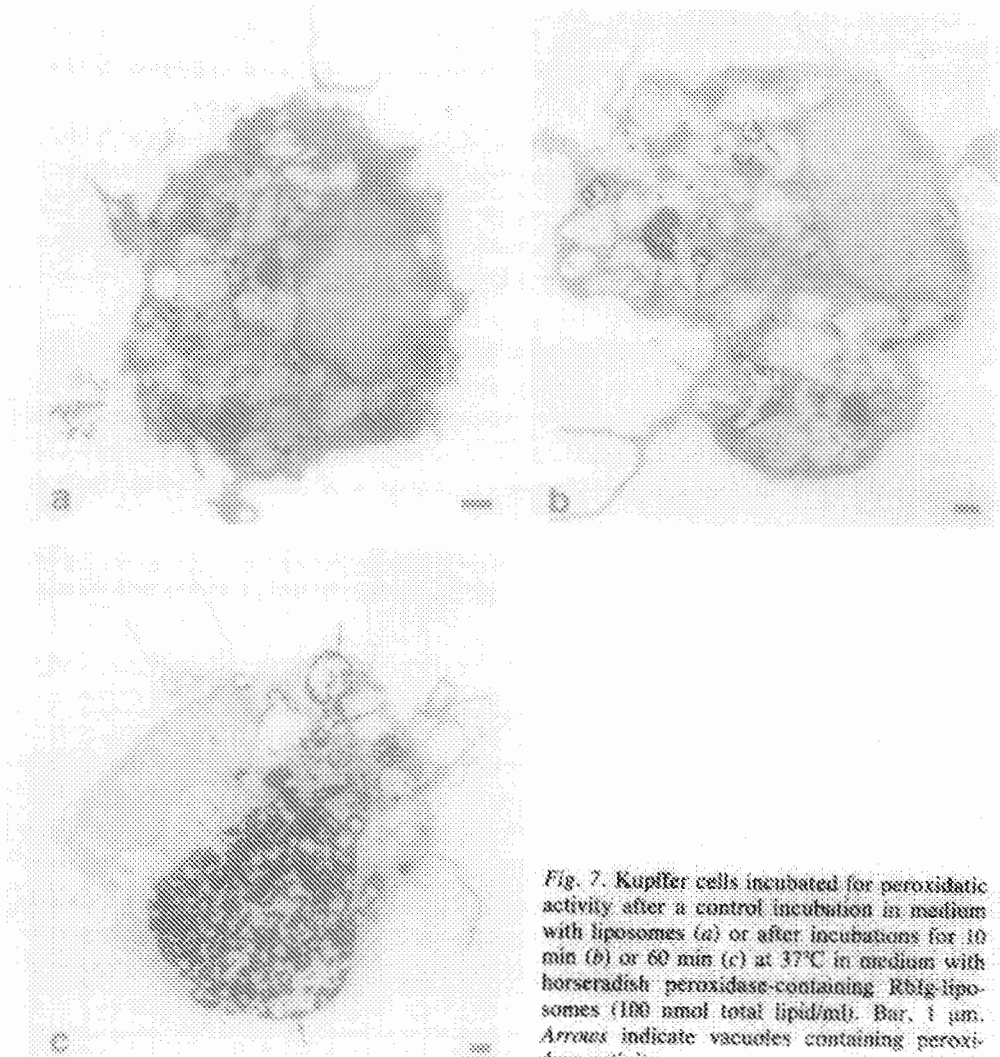 a
b
c
Fig. 7. Kupffer cells incubated for peroxidatic
activity after a control incubation in medium
with liposomes (a) or after incubations for 10
min (b) or 60 min (c) at 37°C in medium with
horseradish peroxidase-containing RbIg-lipo-
somes (100 nmol total lipid/ml). Bar, 1 μm.
Arrows indicate vacuoles containing peroxi-